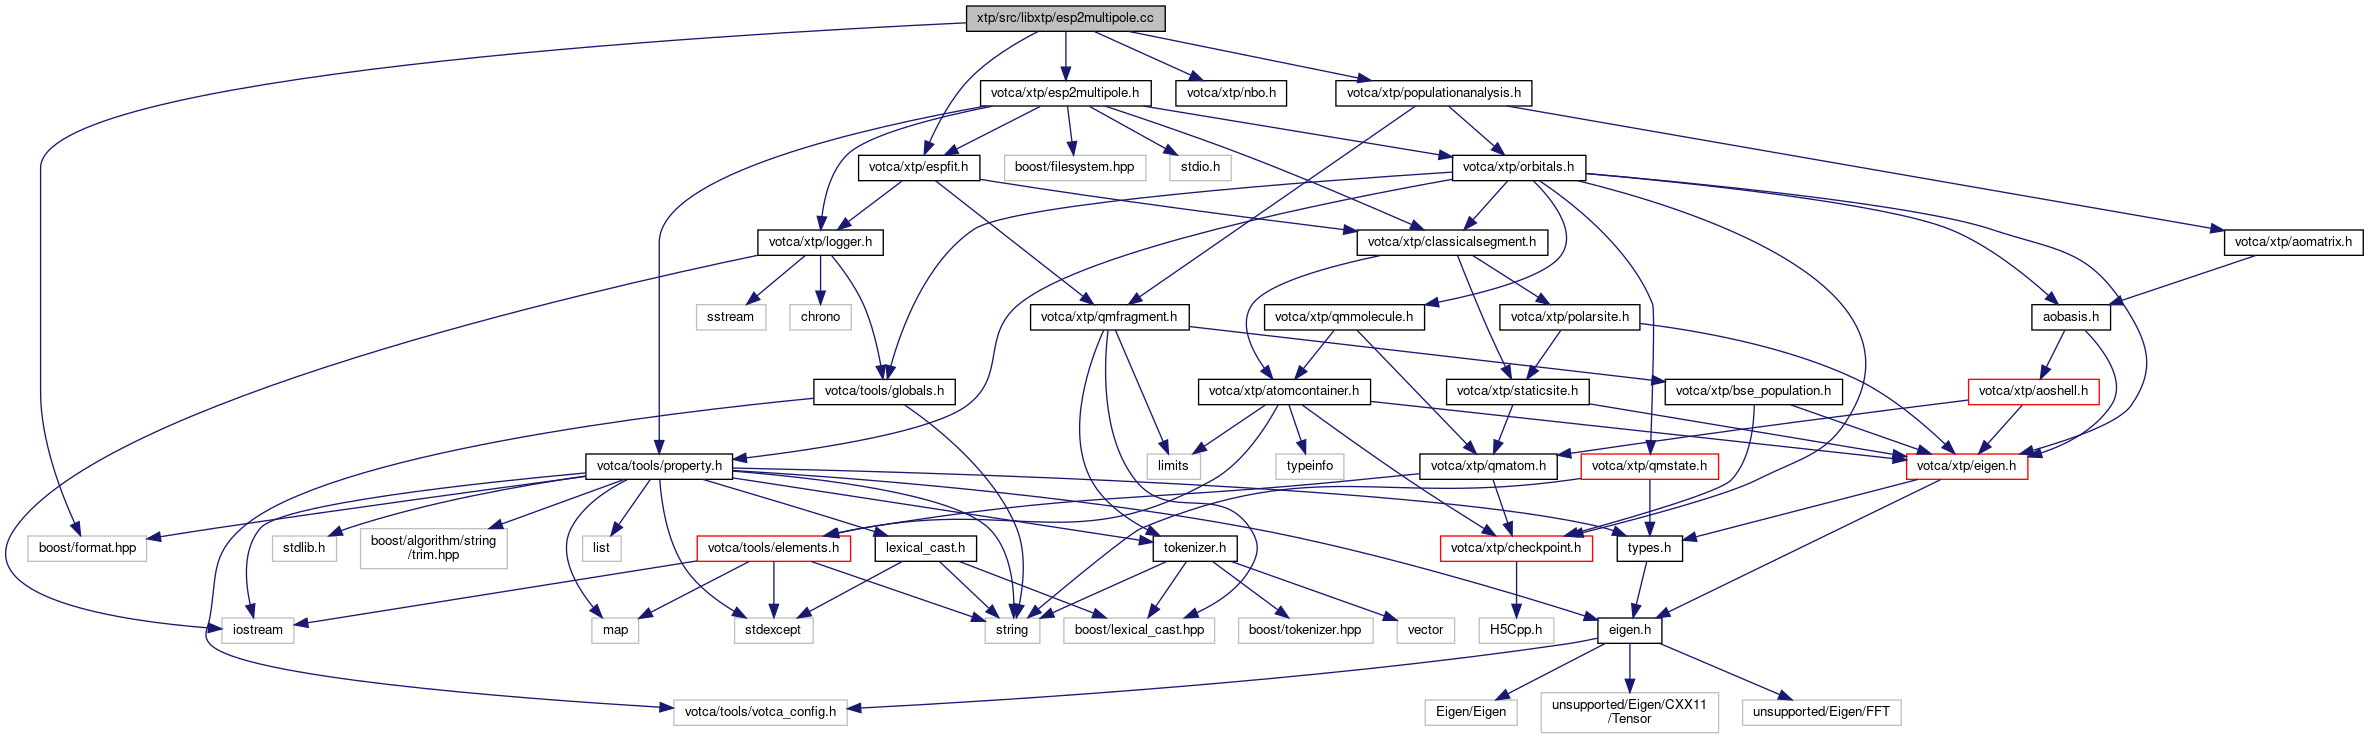 xtp/src/libxtp/esp2multipole.cc
votca/xtp/esp2multipole.h
votca/xtp/nbo.h
votca/xtp/populationanalysis.h
votca/xtp/espfit.h
boost/filesystem.hpp
stdio.h
votca/xtp/orbitals.h
votca/xtp/logger.h
votca/xtp/classicalsegment.h
votca/xtp/aomatrix.h
sstream
chrono
votca/xtp/qmfragment.h
votca/xtp/qmmolecule.h
votca/xtp/polarsite.h
aobasis.h
votca/tools/globals.h
votca/xtp/atomcontainer.h
votca/xtp/staticsite.h
votca/xtp/bse_population.h
votca/xtp/aoshell.h
votca/tools/property.h
limits
typeinfo
votca/xtp/qmatom.h
votca/xtp/qmstate.h
votca/xtp/eigen.h
boost/format.hpp
stdlib.h
boost/algorithm/string
/trim.hpp
list
votca/tools/elements.h
lexical_cast.h
tokenizer.h
votca/xtp/checkpoint.h
types.h
iostream
map
stdexcept
string
boost/lexical_cast.hpp
boost/tokenizer.hpp
vector
H5Cpp.h
eigen.h
votca/tools/votca_config.h
Eigen/Eigen
unsupported/Eigen/CXX11
/Tensor
unsupported/Eigen/FFT